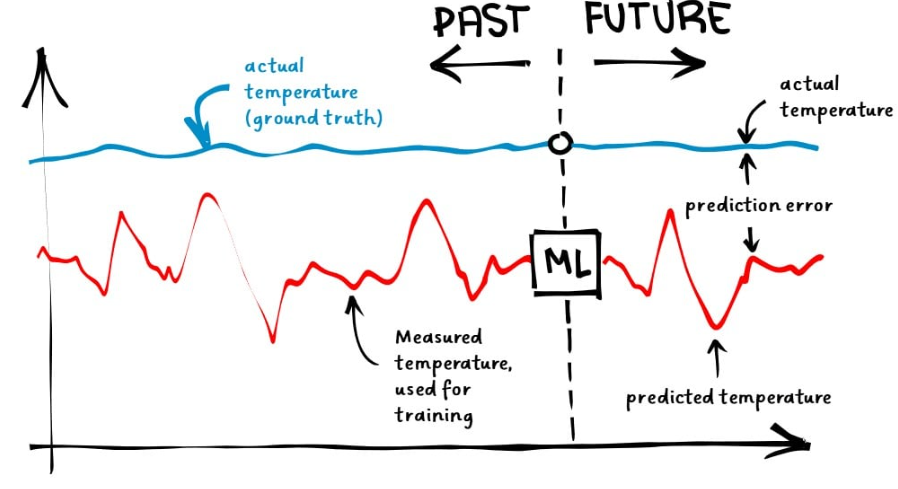 PAST
FUTURE
actual
temperature
(ground truth)
actual
temperature
prediction error
ML
Measured
temperature,
used for
training
predicted temperature